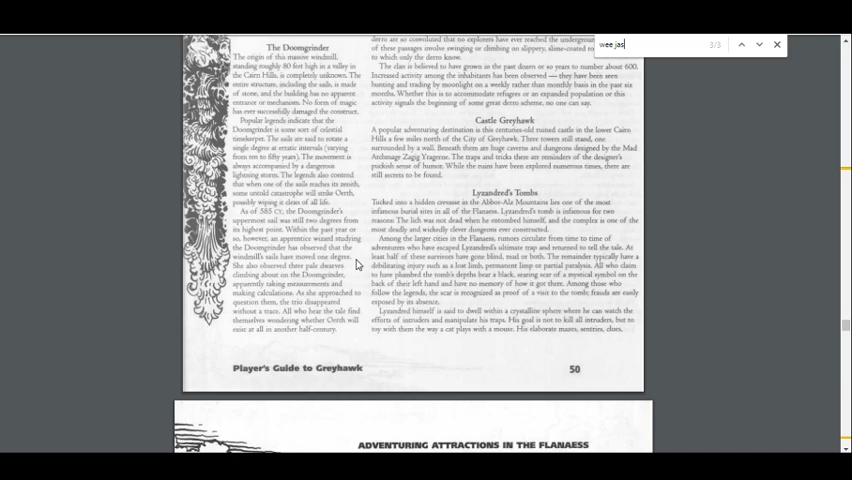 wee jas
3/3
The Doomgrinder
The origin of this massive windmill,
standing roughly 80 feet high in a valley in
the Cairn Hills, is completely unknown. The
entire structure, including the sails, is made
of stone, and the building has no apparent
entrance or mechanism. No form of magic
has ever successfully damaged the construct.
Popular legends indicate that the
Doomgrinder is some sort of celestial
timekeeper. The sails are said to rotate a
single degree at erratic intervals (varying
from ten to fifty years). The movement is
always accompanied by a dangerous
lightning storm. The legends also contend
that when one of the sails reaches its zenith,
some untold catastrophe will strike Oerth,
possibly wiping it clean of all life.
As of 585 CY, the Doomgrinder's
uppermost sail was still two degrees from
its highest point. Within the past year or
so, however, an apprentice wizard studying
the Doomgrinder has observed that the
windmill's sails have moved one degree.
She also observed three pale dwarves
climbing about on the Doomgrinder,
apparently taking measurements and
making calculations. As she approached to
question them, the trio disappeared
without a trace. All who hear the tale find
themselves wondering whether Oerth will
exist at all in another half-century.
derro are so convoluted that no explorers have ever reached the underground
of these passages involve swinging or climbing on slippery, slime-coated
to which only the derro know.
The clan is believed to have grown in the past dozen or so years to number about 600.
Increased activity among the inhabitants has been observed — they have been seen
hunting and trading by moonlight on a weekly rather than monthly basis in the past six
months. Whether this is to accommodate refugees or an expanded population or this
activity signals the beginning of some great derro scheme, no one can say.
Castle Greyhawk
A popular adventuring destination is this centuries-old ruined castle in the lower Cairn
Hills a few miles north of the City of Greyhawk. Three towers still stand, one
surrounded by a wall. Beneath them are huge caverns and dungeons designed by the Mad
Archmage Zagig Yragerne. The traps and tricks there are reminders of the designer's
puckish sense of humor. While the ruins have been explored numerous times, there are
still secrets to be found.
Lyzandred's Tombs
Tucked into a hidden crevasse in the Abbor-Alz Mountains lies one of the most
infamous burial sites in all of the Flanaess. Lyzandred's tomb is infamous for two
reasons: The lich was not dead when he entombed himself, and the complex is one of the
most deadly and wickedly clever dungeons ever constructed.
Among the larger cities in the Flanaess, rumors circulate from time to time of
adventurers who have escaped Lyzandred's ultimate trap and returned to tell the tale. At
least half of these survivors have gone blind, mad, or both. The remainder typically have a
debilitating injury such as a lost limb, permanent limp or partial paralysis. All who claim
to have plumbed the tomb's depths bear a black, searing scar of a mystical symbol on the
back of their left hand and have no memory of how it got there. Among those who
follow the legends, the scar is recognized as proof of a visit to the tomb; frauds are easily
exposed by its absence.
Lyzandred himself is said to dwell within a crystalline sphere where he can watch the
efforts of intruders and manipulate his traps. His goal is not to kill all intruders, but to
toy with them the way a cat plays with a mouse. His elaborate mazes, sentries, clues,
Player's Guide to Greyhawk
50
ADVENTURING ATTRACTIONS IN THE FLANAESS